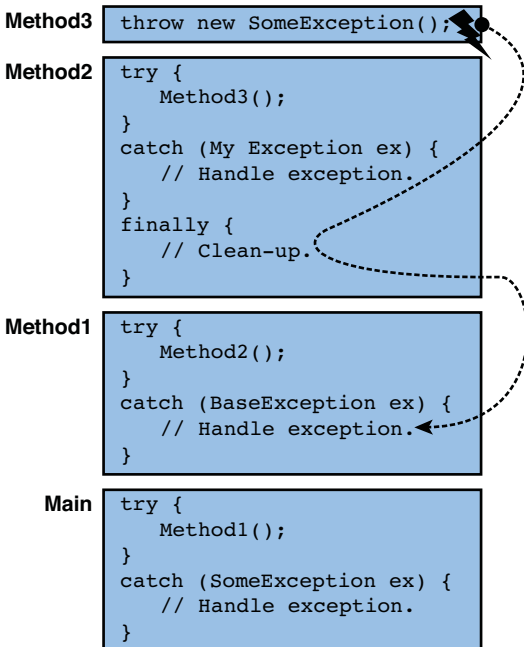 Method3
throw new SomeException();
Method2
try {
Method3();
}
catch (My Exception ex) {
// Handle exception.
}
finally {
// Clean-up.
}
Method1
try {
Method2();
}
catch (BaseException ex) {
// Handle exception.
}
Main
try {
Method1();
}
catch (SomeException ex) {
// Handle exception.
}